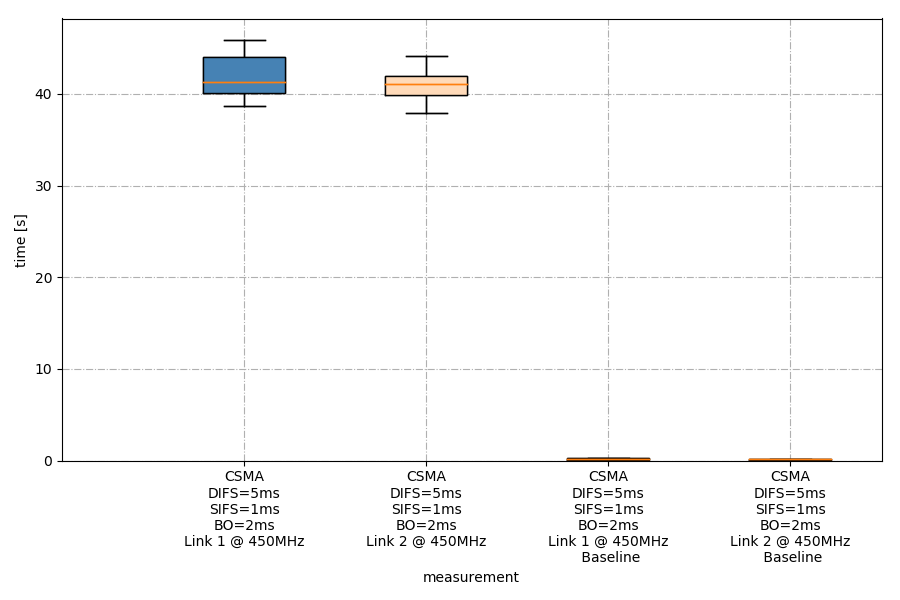 time [s]
40
30
20
10
0
CSMA
DIFS=5ms
SIFS=1ms
BO=2ms
Link 1 @ 450MHz
CSMA
DIFS=5ms
SIFS=1ms
BO=2ms
Link 2 @ 450MHz
CSMA
DIFS=5ms
SIFS=1ms
BO=2ms
Link 1 @ 450MHz
Baseline
CSMA
DIFS=5ms
SIFS=1ms
BO=2ms
Link 2 @ 450MHz
Baseline
measurement